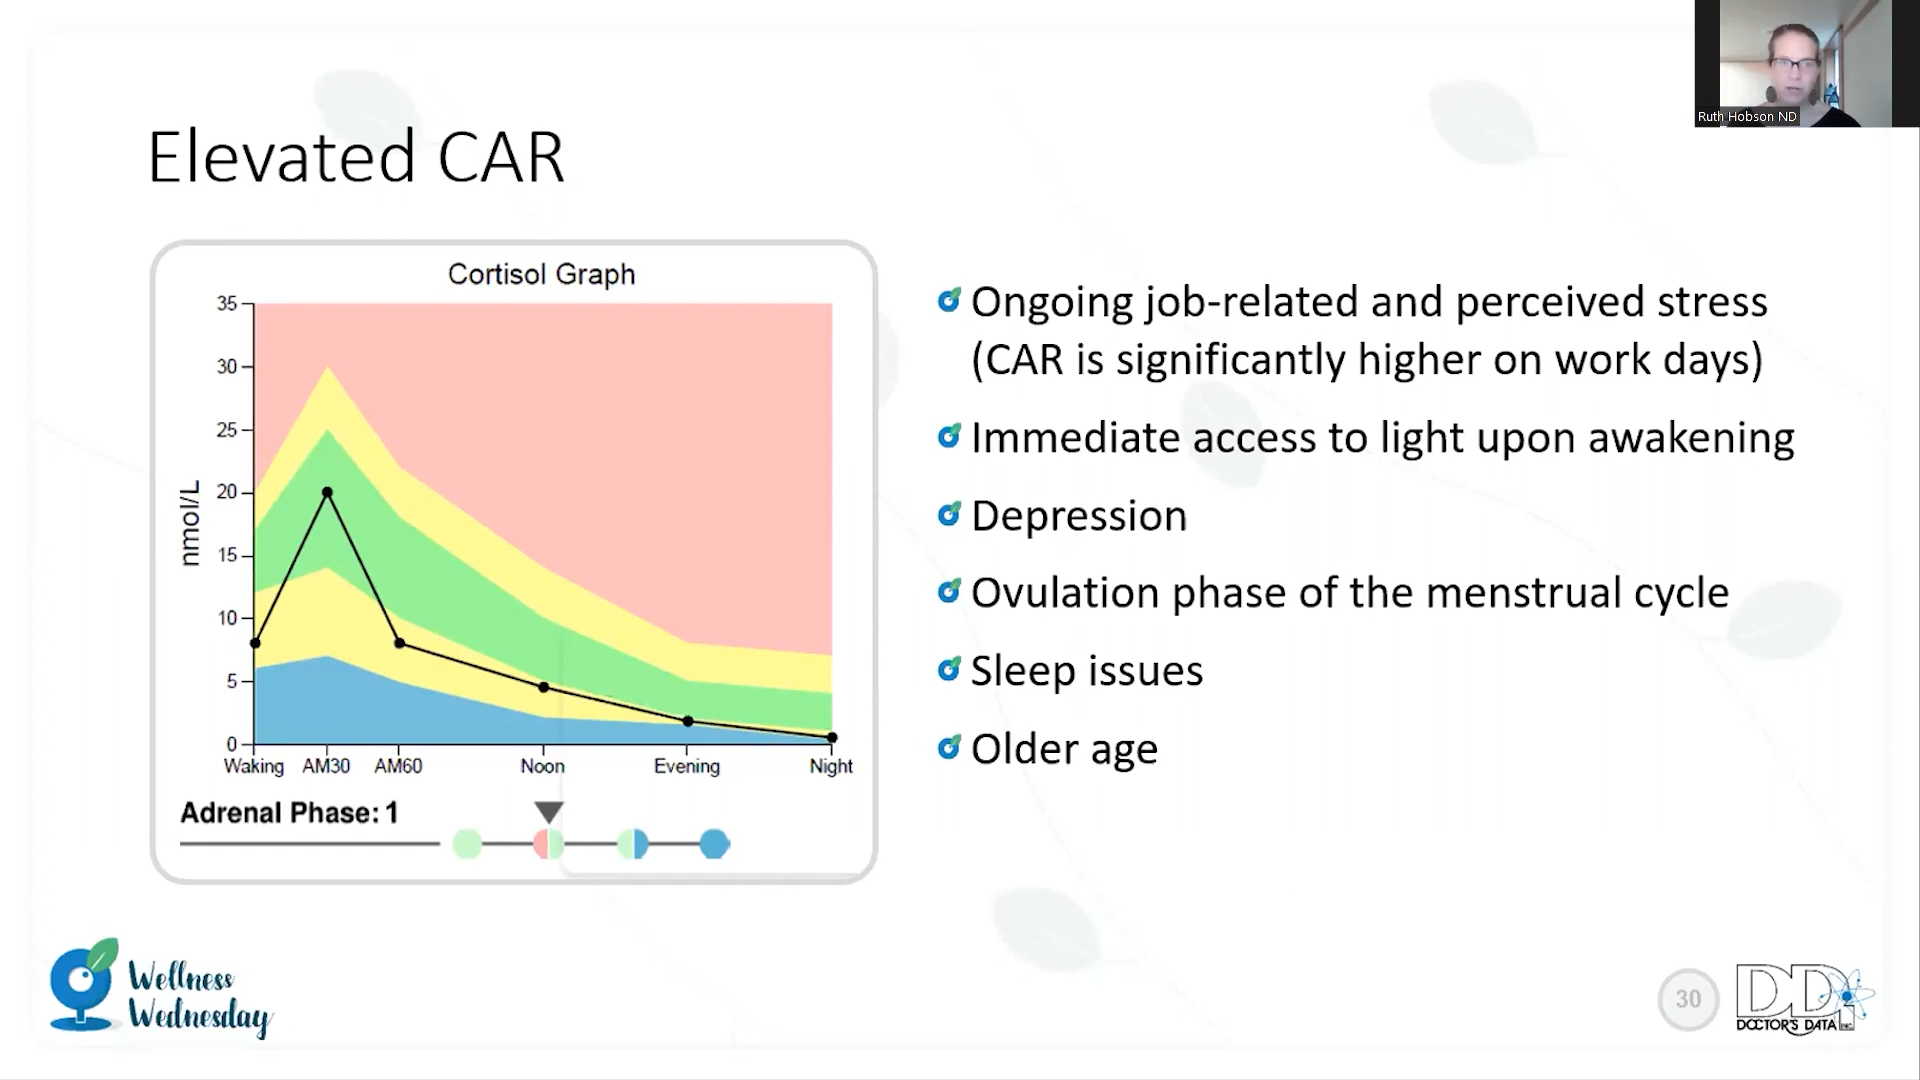 Ruth Hobson ND
Elevated CAR
Cortisol Graph
35
30
25
20
15
10
5
0
nmol/L
Waking AM30 AM60 Noon Evening Night
Adrenal Phase: 1
Ongoing job-related and perceived stress
(CAR is significantly higher on work days)
Immediate access to light upon awakening
Depression
Ovulation phase of the menstrual cycle
Sleep issues
Older age
Wellness
Wednesday
30
DDI
DOCTOR'S DATA INC